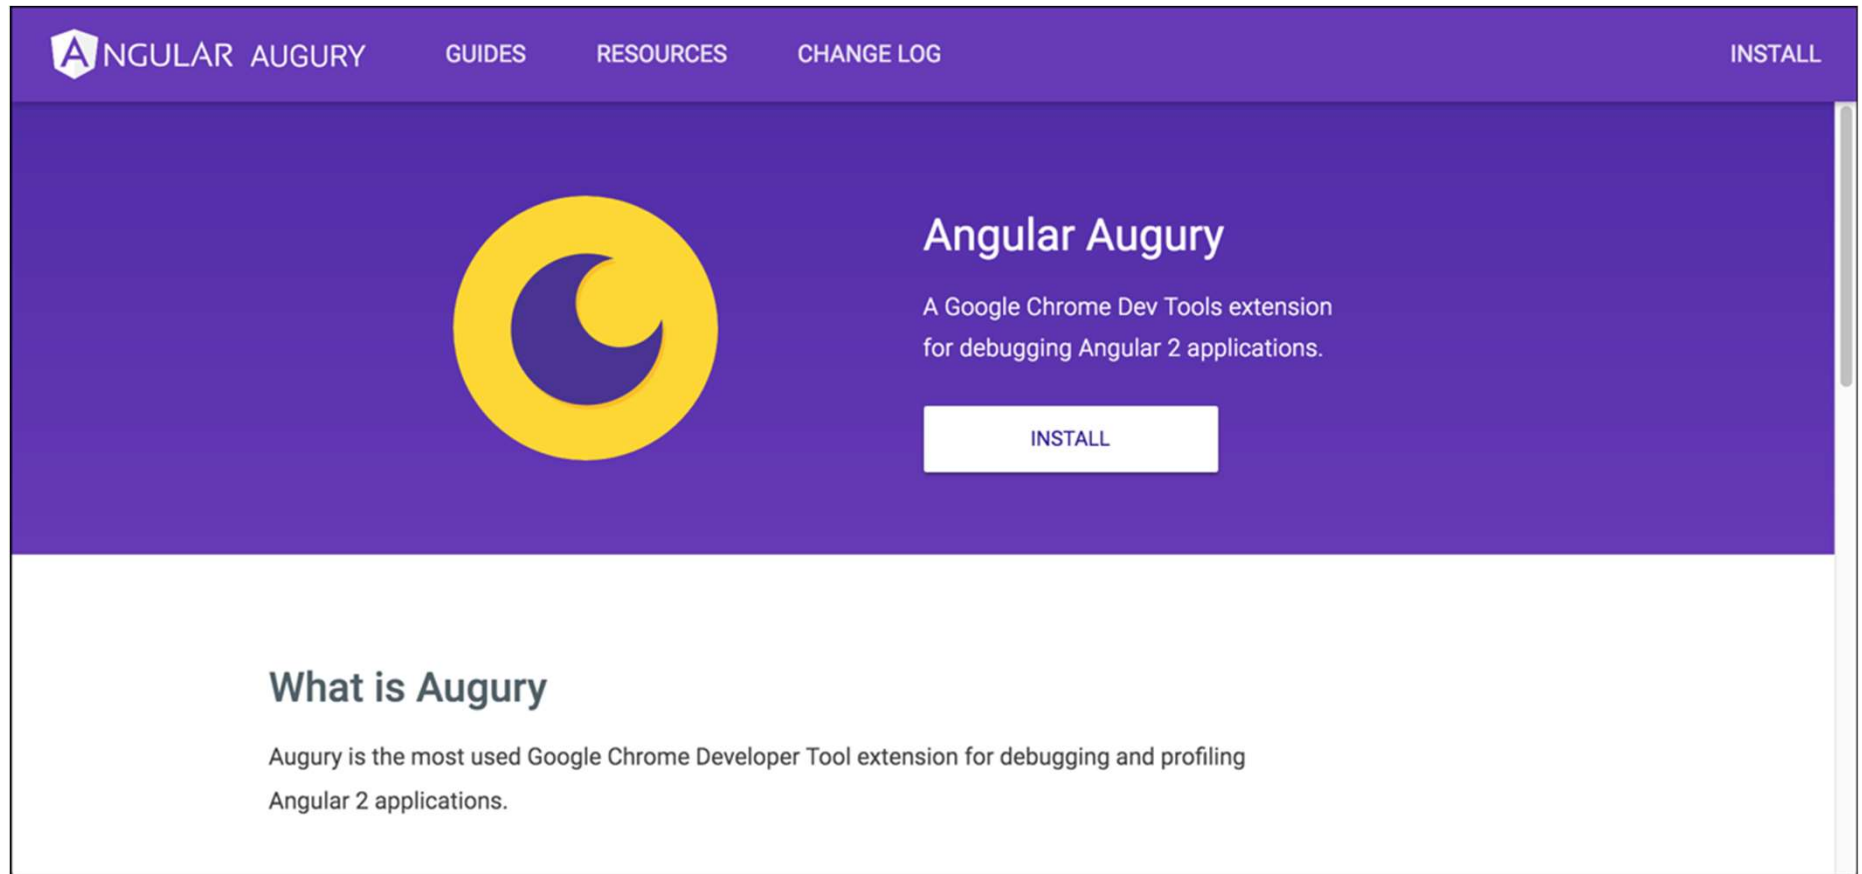 ANGULAR AUGURY GUIDES RESOURCES CHANGE LOG INSTALL
Angular Augury
A Google Chrome Dev Tools extension
for debugging Angular 2 applications.
INSTALL
What is Augury
Augury is the most used Google Chrome Developer Tool extension for debugging and profiling
Angular 2 applications.